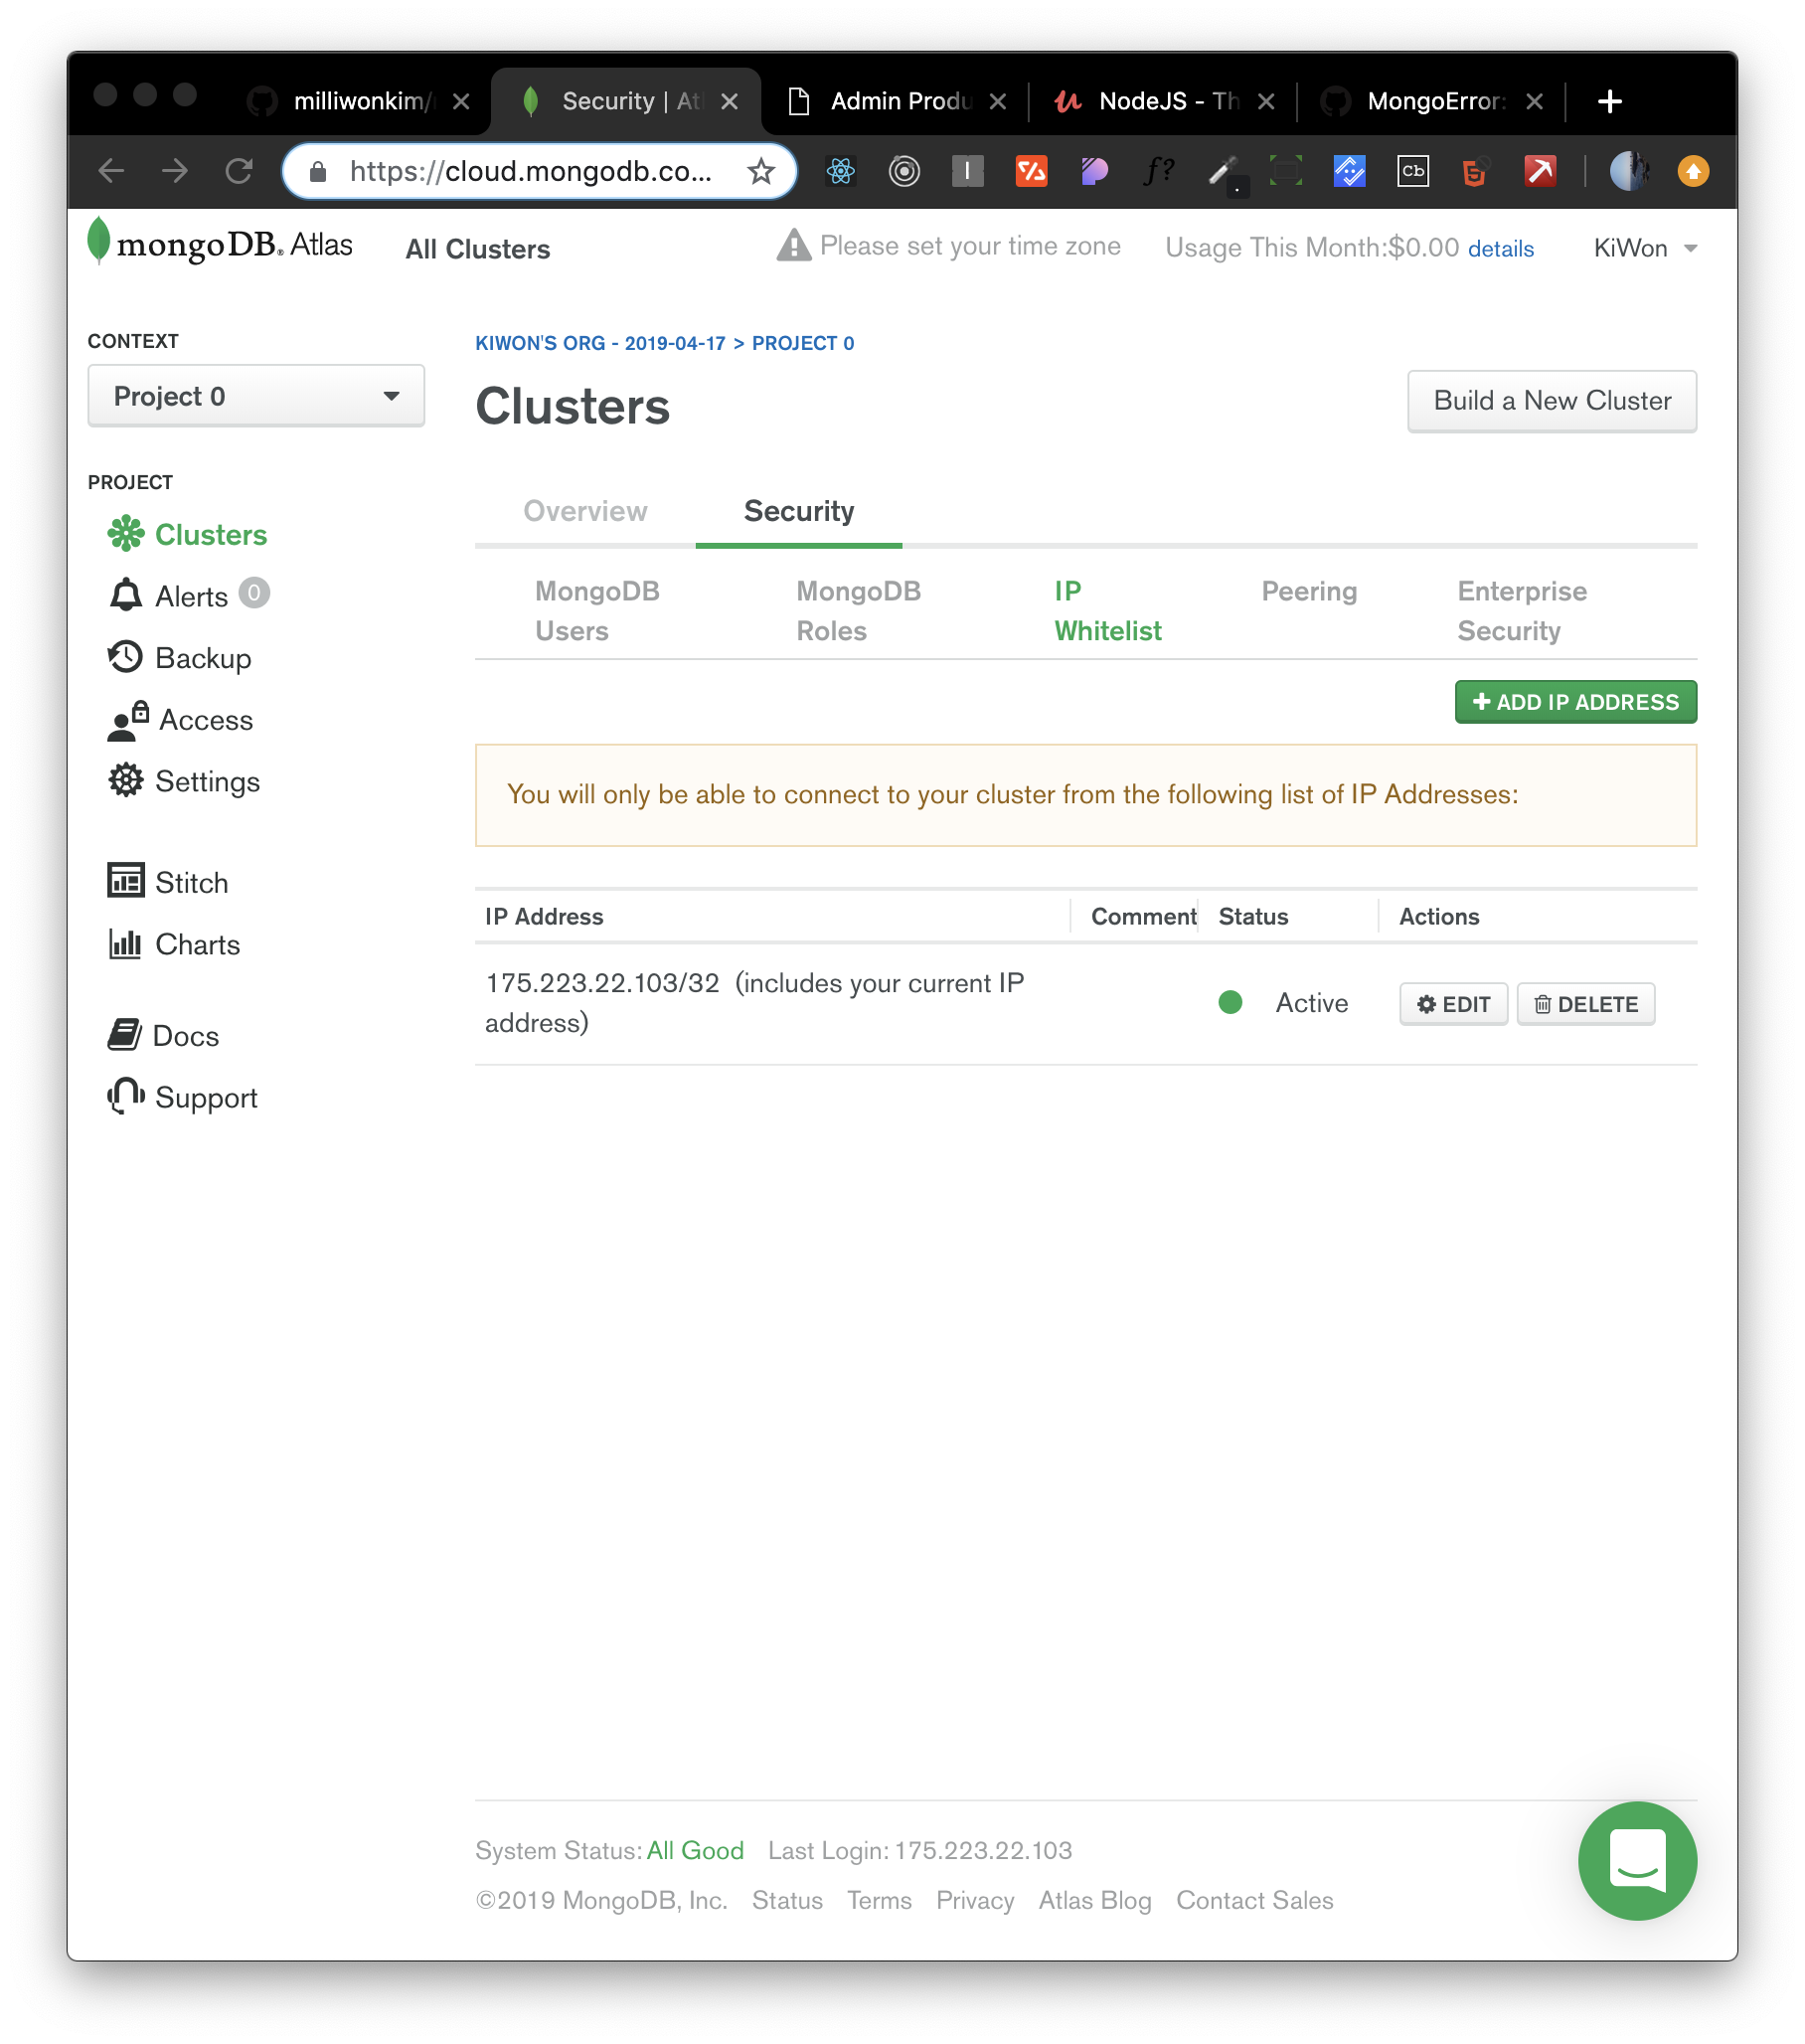 milliwonkim/
Security | Atl
Admin Produ
NodeJS - Th
MongoError:
https://cloud.mongodb.co...
f?
Cb
mongoDB. Atlas
All Clusters
Please set your time zone
Usage This Month:$0.00 details
KiWon
CONTEXT
Project 0
PROJECT
Clusters
Alerts 0
Backup
Access
Settings
Stitch
Charts
Docs
Support
KIWON'S ORG - 2019-04-17 > PROJECT 0
Clusters
Build a New Cluster
Overview
Security
MongoDB Users
MongoDB Roles
IP Whitelist
Peering
Enterprise Security
+ ADD IP ADDRESS
You will only be able to connect to your cluster from the following list of IP Addresses:
IP Address Comment Status Actions
175.223.22.103/32 (includes your current IP
address)
Active
EDIT
DELETE
System Status: All Good Last Login: 175.223.22.103
©2019 MongoDB, Inc. Status Terms Privacy Atlas Blog Contact Sales